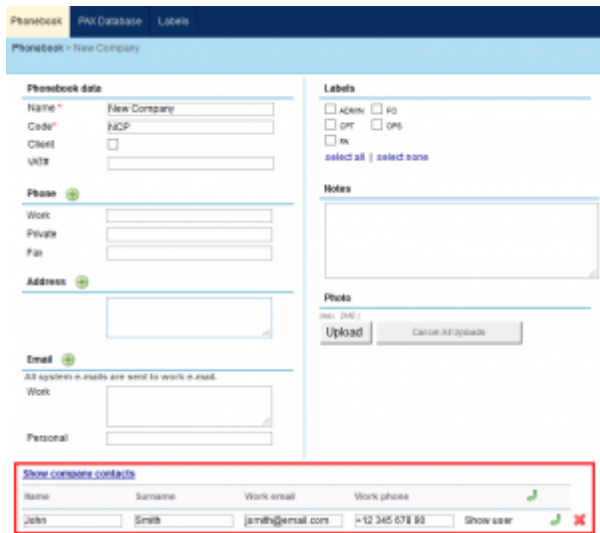 Phonebook PAX Database Labels
Phonebook > New Company
Phonebook data
Name * New Company
Code* NCP
Client
VAT#
Phone
Work
Private
Fax
Address
Email
All system e-mails are sent to work e-mail.
Work
Personal
Labels
ADMIN FO
CPT OPS
FA
select all || select none
Notes
Photo
(max. 2MB )
Upload Cancel All Uploads
Show company contacts
Name Surname Work email Work phone
John Smith jsmith@email.com +12 345 678 90 Show user